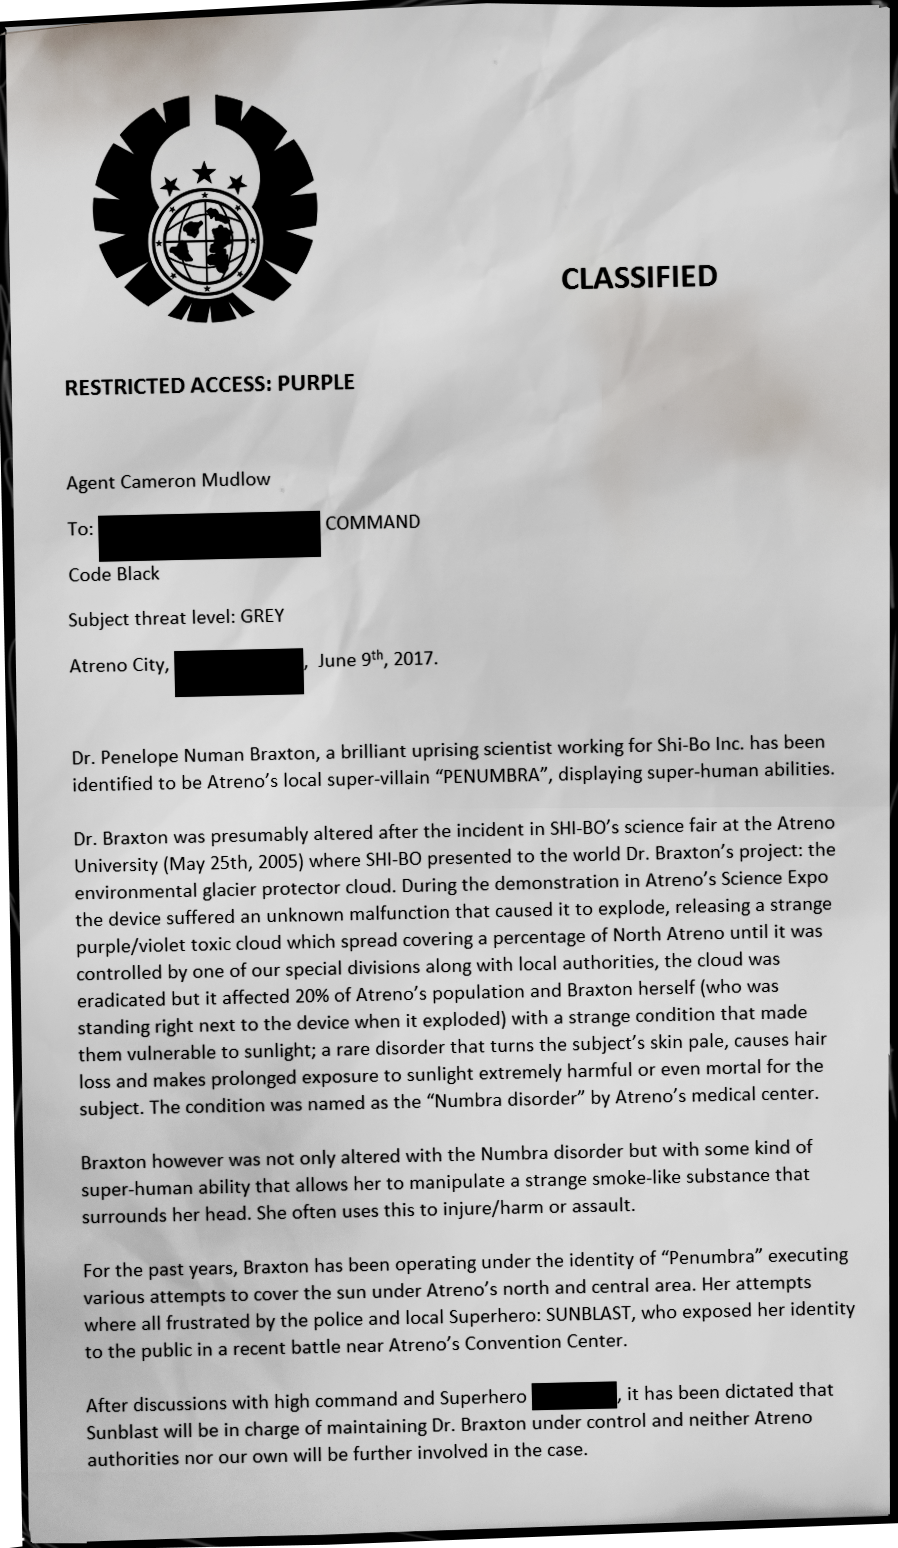 CLASSIFIED
RESTRICTED ACCESS: PURPLE
Agent Cameron Mudlow
To: COMMAND
Code Black
Subject threat level: GREY
Atreno City, , June 9th, 2017.
Dr. Penelope Numan Braxton, a brilliant uprising scientist working for Shi-Bo Inc. has been
identified to be Atreno’s local super-villain “PENUMBRA”, displaying super-human abilities.
Dr. Braxton was presumably altered after the incident in SHI-BO’s science fair at the Atreno
University (May 25th, 2005) where SHI-BO presented to the world Dr. Braxton’s project: the
environmental glacier protector cloud. During the demonstration in Atreno’s Science Expo
the device suffered an unknown malfunction that caused it to explode, releasing a strange
purple/violet toxic cloud which spread covering a percentage of North Atreno until it was
controlled by one of our special divisions along with local authorities, the cloud was
eradicated but it affected 20% of Atreno’s population and Braxton herself (who was
standing right next to the device when it exploded) with a strange condition that made
them vulnerable to sunlight; a rare disorder that turns the subject’s skin pale, causes hair
loss and makes prolonged exposure to sunlight extremely harmful or even mortal for the
subject. The condition was named as the “Numbra disorder” by Atreno’s medical center.
Braxton however was not only altered with the Numbra disorder but with some kind of
super-human ability that allows her to manipulate a strange smoke-like substance that
surrounds her head. She often uses this to injure/harm or assault.
For the past years, Braxton has been operating under the identity of “Penumbra” executing
various attempts to cover the sun under Atreno’s north and central area. Her attempts
where all frustrated by the police and local Superhero: SUNBLAST, who exposed her identity
to the public in a recent battle near Atreno’s Convention Center.
After discussions with high command and Superhero , it has been dictated that
Sunblast will be in charge of maintaining Dr. Braxton under control and neither Atreno
authorities nor our own will be further involved in the case.